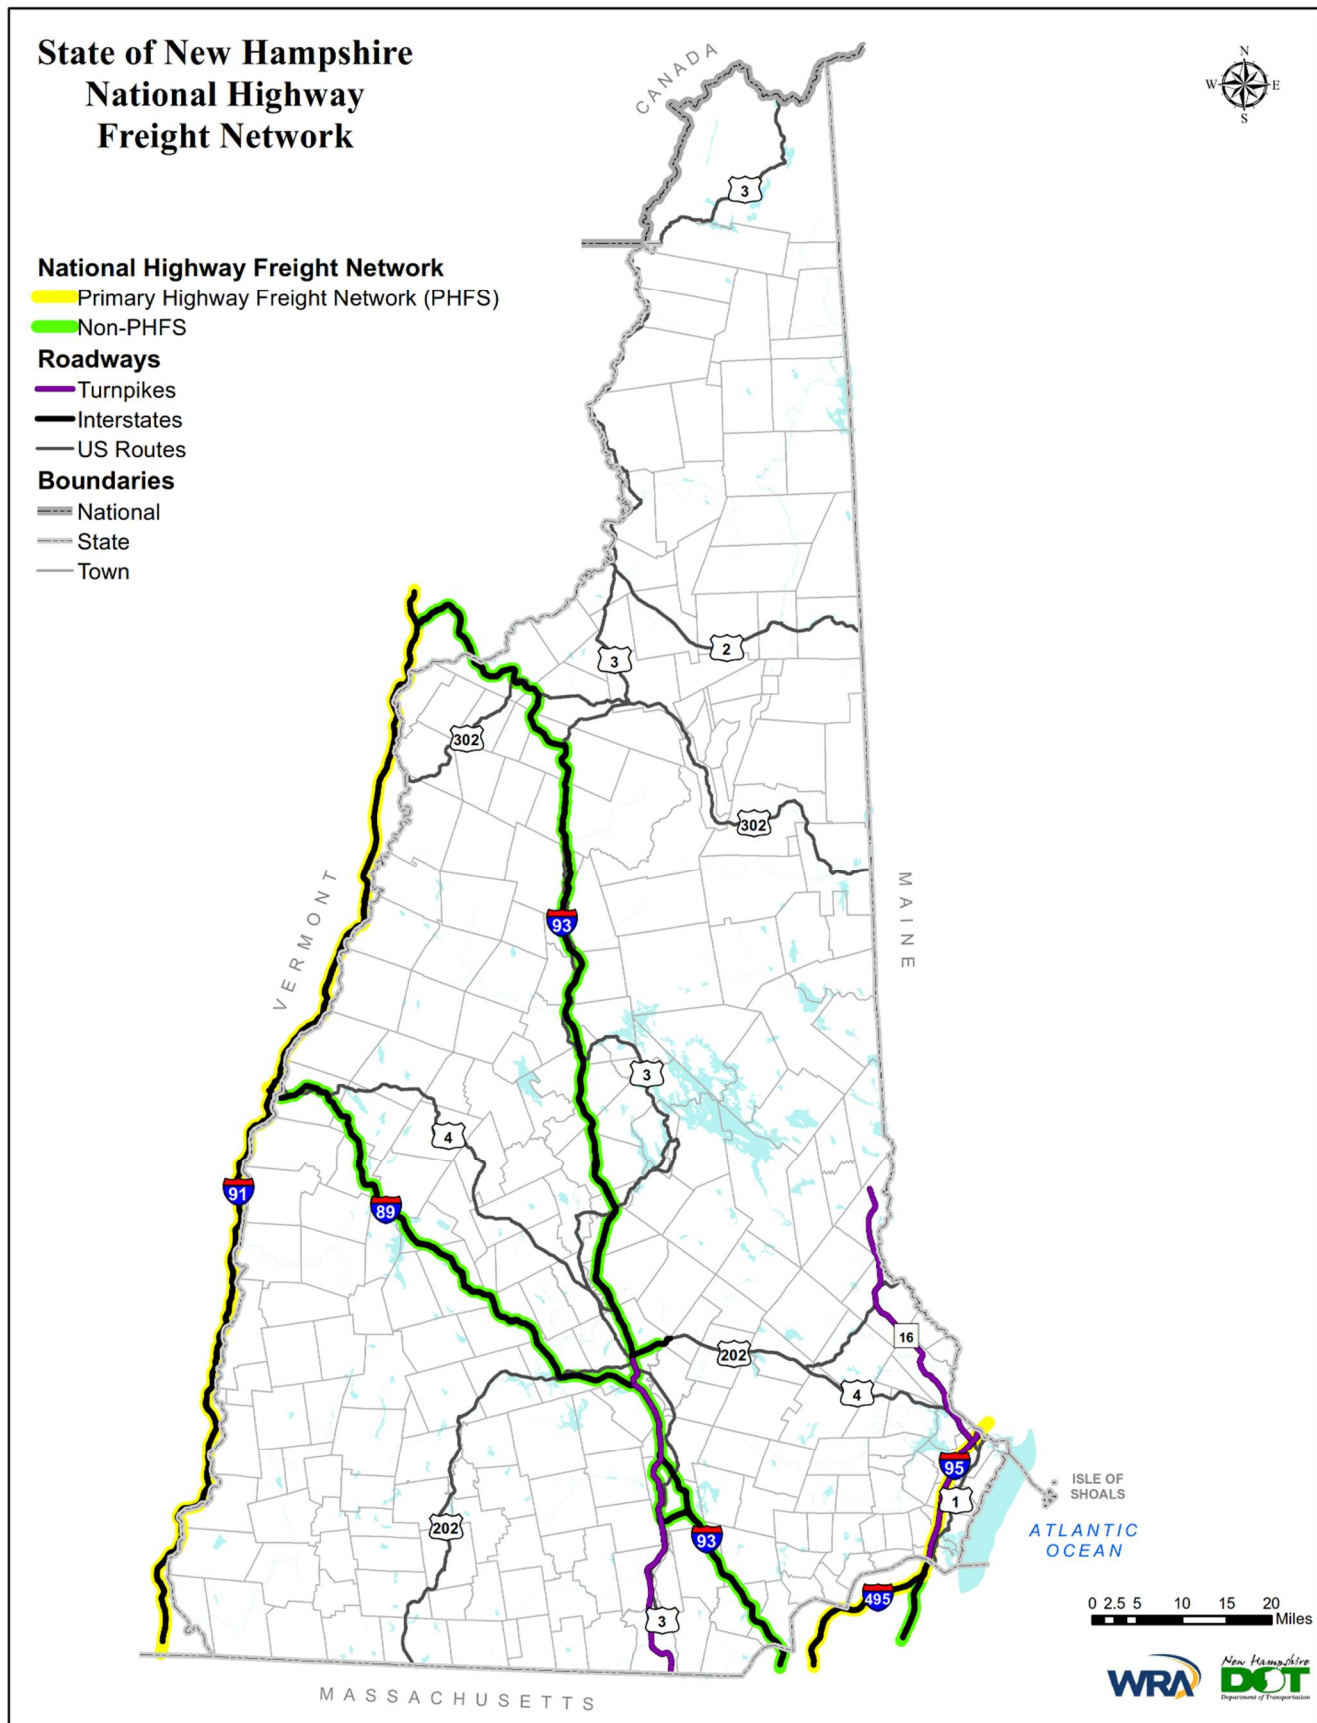 State of New Hampshire
National Highway
Freight Network
CANADA
N
W E
S
3
National Highway Freight Network
Primary Highway Freight Network (PHFS)
Non-PHFS
Roadways
Turnpikes
Interstates
US Routes
Boundaries
National
State
Town
2
3
302
302
VERMONT
MAINE
93
3
4
91
89
16
202
4
95
1
ISLE OF
SHOALS
ATLANTIC
OCEAN
202
93
495
3
0 2.5 5 10 15 20
Miles
MASSACHUSETTS
WRA
New Hampshire
DOT
Department of Transportation